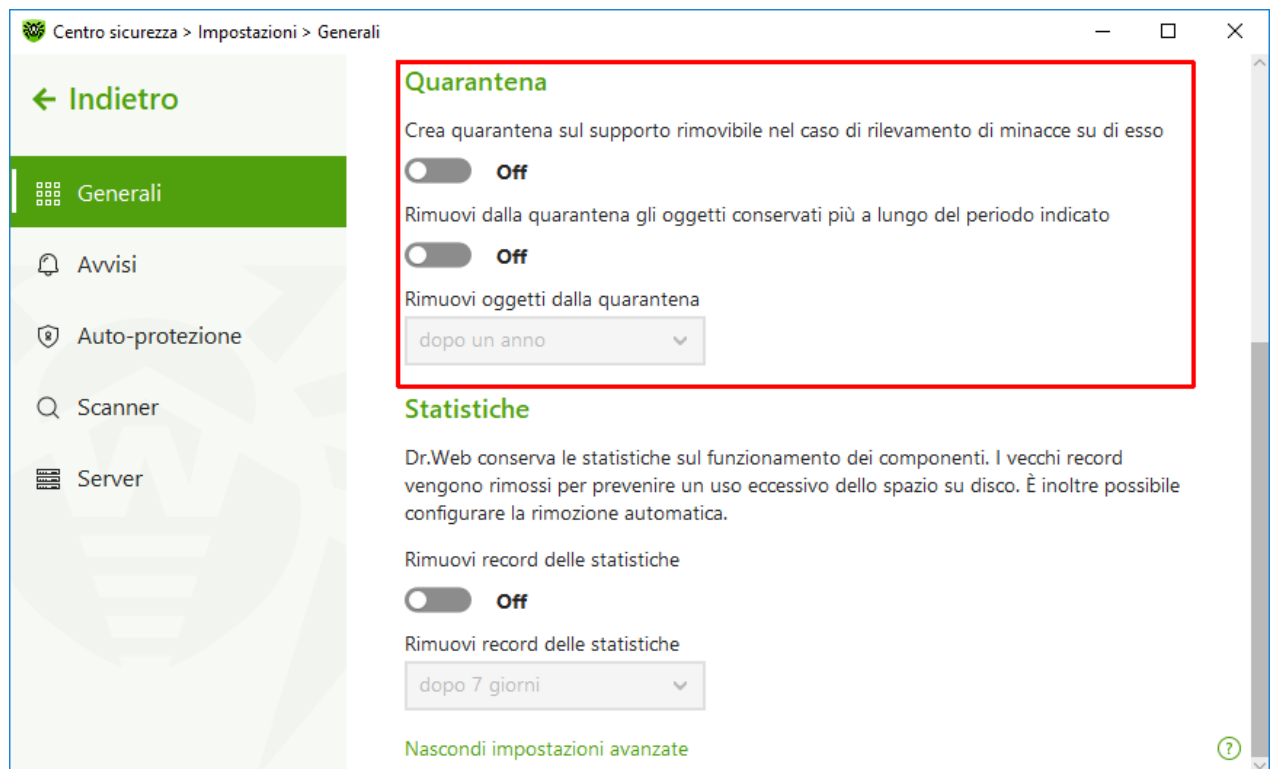 Centro sicurezza > Impostazioni > Generali
Indietro
Generali
Avvisi
Auto-protezione
Scanner
Server
Quarantena
Crea quarantena sul supporto rimovibile nel caso di rilevamento di minacce su di esso
Off
Rimuovi dalla quarantena gli oggetti conservati più a lungo del periodo indicato
Off
Rimuovi oggetti dalla quarantena
dopo un anno
Statistiche
Dr.Web conserva le statistiche sul funzionamento dei componenti. I vecchi record
vengono rimossi per prevenire un uso eccessivo dello spazio su disco. È inoltre possibile
configurare la rimozione automatica.
Rimuovi record delle statistiche
Off
Rimuovi record delle statistiche
dopo 7 giorni
Nascondi impostazioni avanzate
?